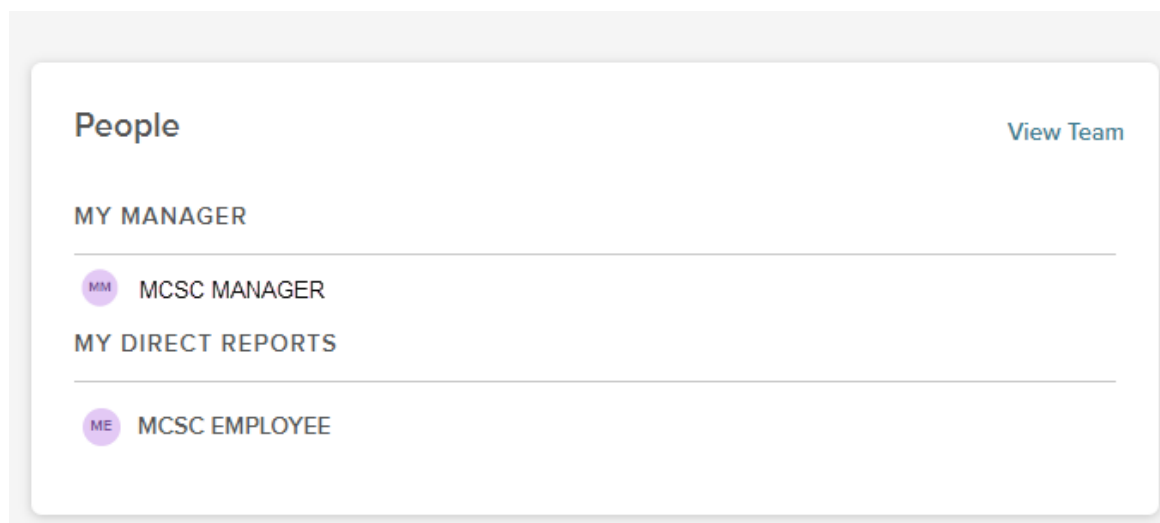 People
View Team
MY MANAGER
MM MCSC MANAGER
MY DIRECT REPORTS
ME MCSC EMPLOYEE